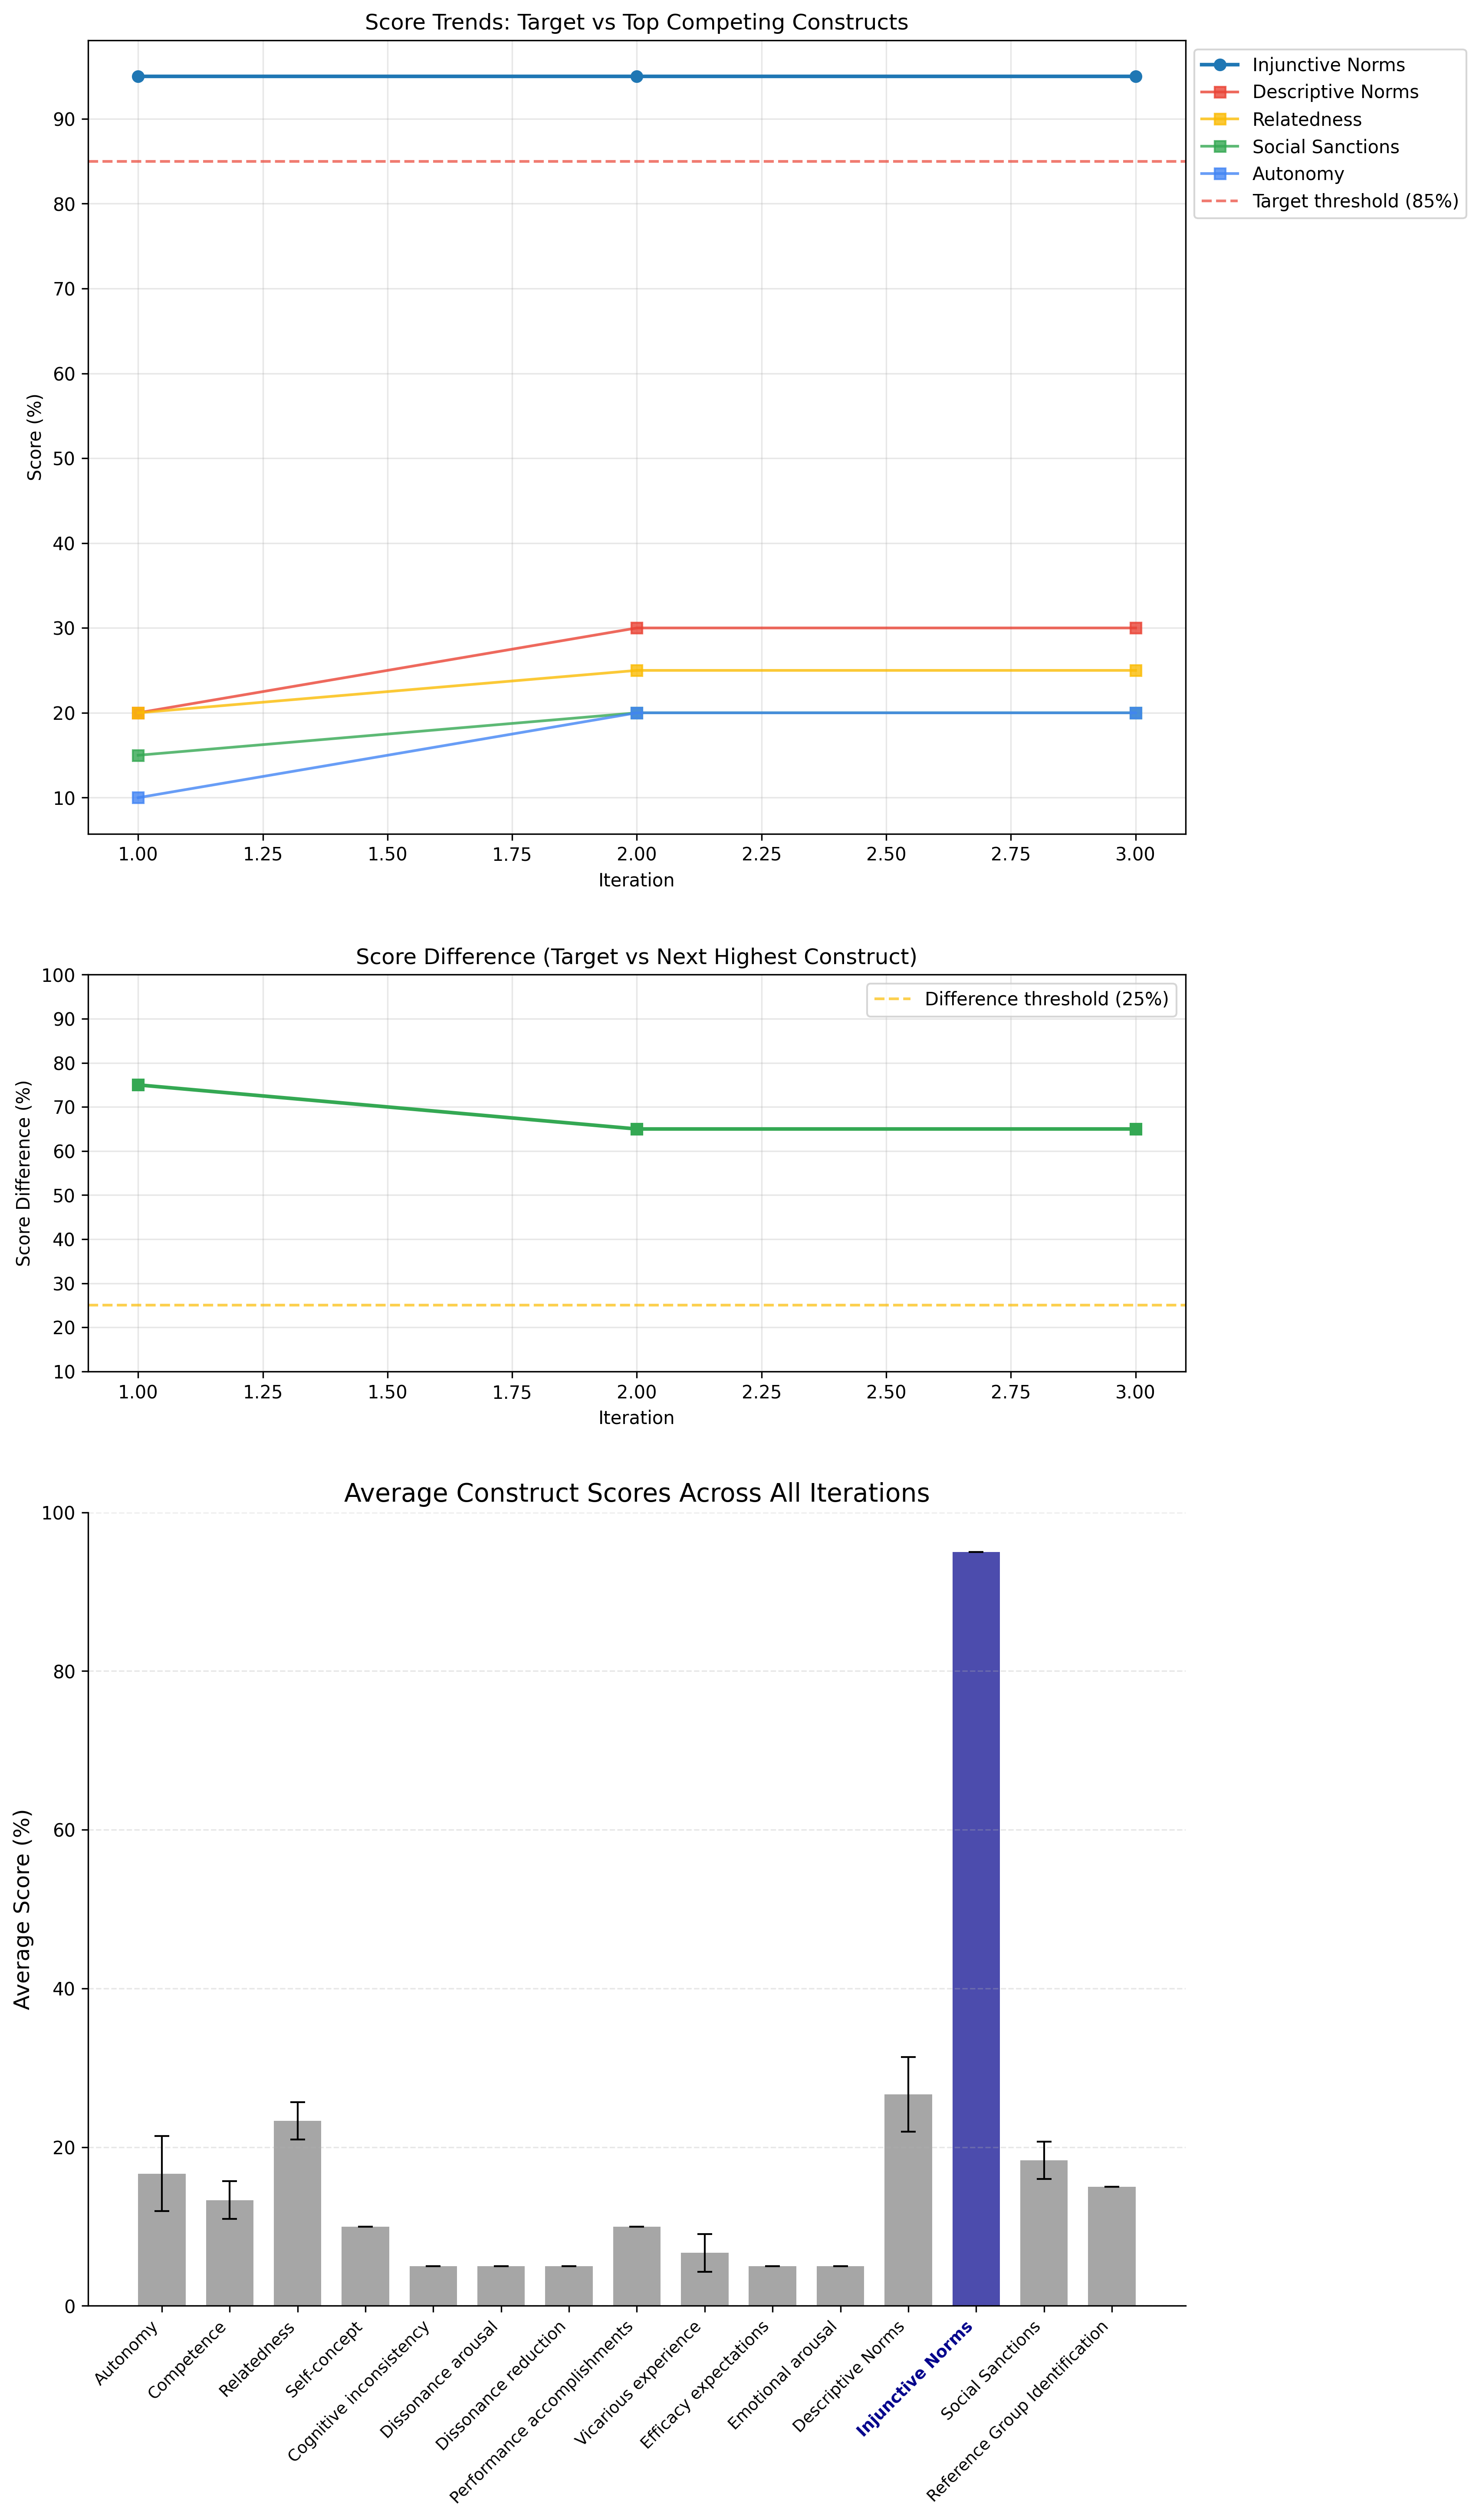 Score Trends: Target vs Top Competing Constructs
Injunctive Norms
Descriptive Norms
Relatedness
Social Sanctions
Autonomy
Target threshold (85%)
Score (%)
90
80
70
60
50
40
30
20
10
1.00 1.25 1.50 1.75 2.00 2.25 2.50 2.75 3.00
Iteration
Score Difference (Target vs Next Highest Construct)
Difference threshold (25%)
Score Difference (%)
100
90
80
70
60
50
40
30
20
10
1.00 1.25 1.50 1.75 2.00 2.25 2.50 2.75 3.00
Iteration
Average Construct Scores Across All Iterations
Average Score (%)
100
80
60
40
20
0
Autonomy
Competence
Relatedness
Self-concept
Cognitive inconsistency
Dissonance arousal
Dissonance reduction
Performance accomplishments
Vicarious experience
Efficacy expectations
Emotional arousal
Descriptive Norms
Injunctive Norms
Social Sanctions
Reference Group Identification